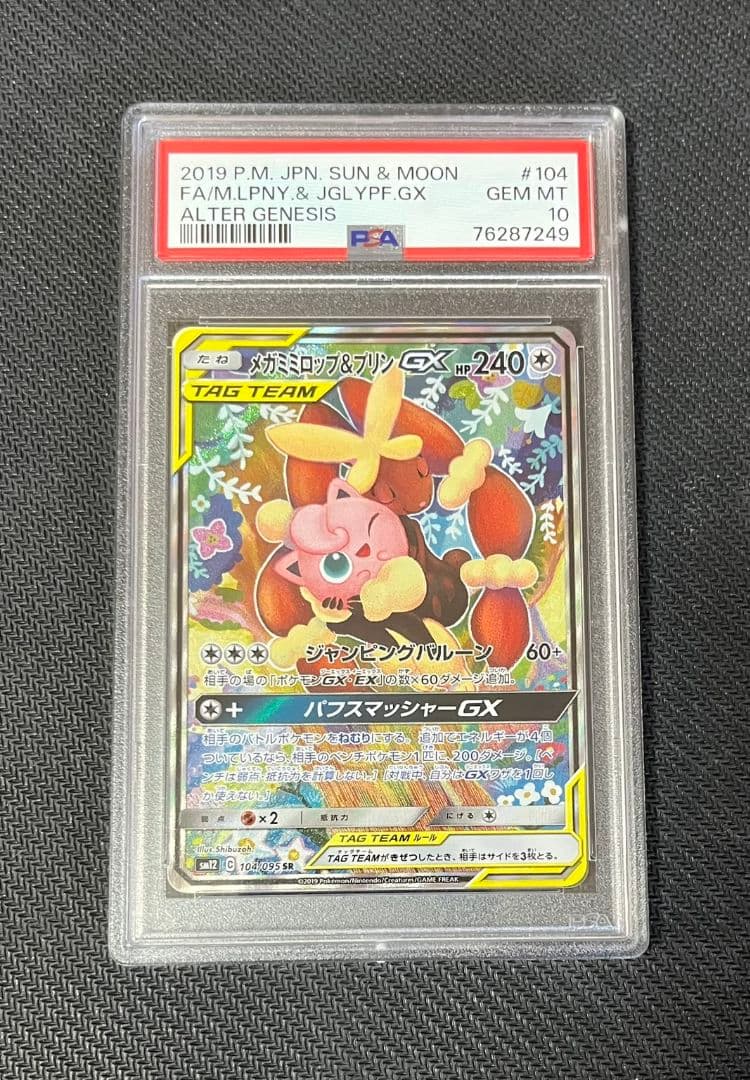 2019 P.M. JPN. SUN & MOON #104
FA/M.LPNY.& JGLYPF.GX GEM MT
ALTER GENESIS 10
PSA 76287249
たね メガミミロップ&プリンGX HP240
TAG TEAM
ジャンピングバルーン 60+
相手の場の「ポケモンGX・EX」の数×60ダメージ追加。
+ パフスマッシャーGX
相手のバトルポケモンをねむりにする。追加でエネルギーが4個
ついているなら、相手のベンチポケモン1匹に、200ダメージ。[ベ
ンチは弱点・抵抗力を計算しない。] [対戦中、自分はGXワザを1回し
か使えない。]
弱点 ×2 抵抗力 にげる
TAG TEAM ルール
Illus. Shibuzoh.
TAG TEAMがきぜつしたとき、相手はサイドを3枚とる。
sm12 C 104/095 SR
©2019 Pokémon/Nintendo/Creatures/GAME FREAK
PSA